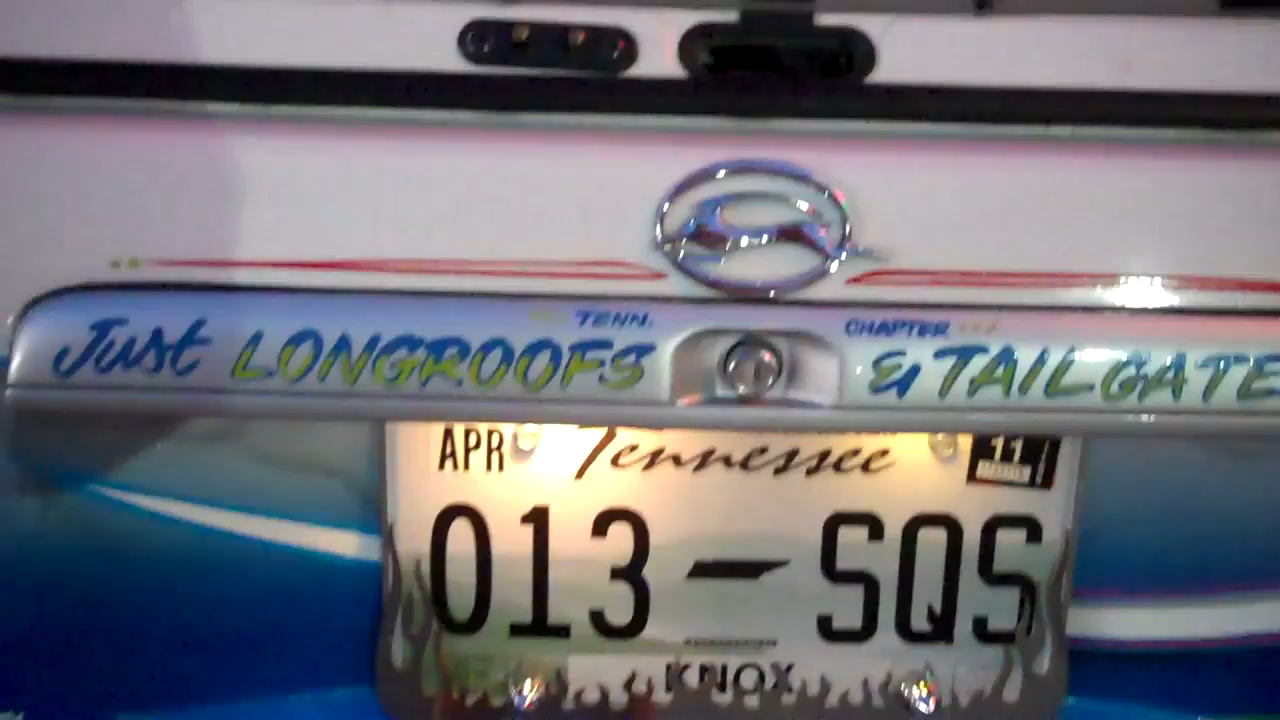 TENN. CHAPTER
Just LONGROOFS & TAILGATE
APR Tennessee 11
013 SQS
KNOX